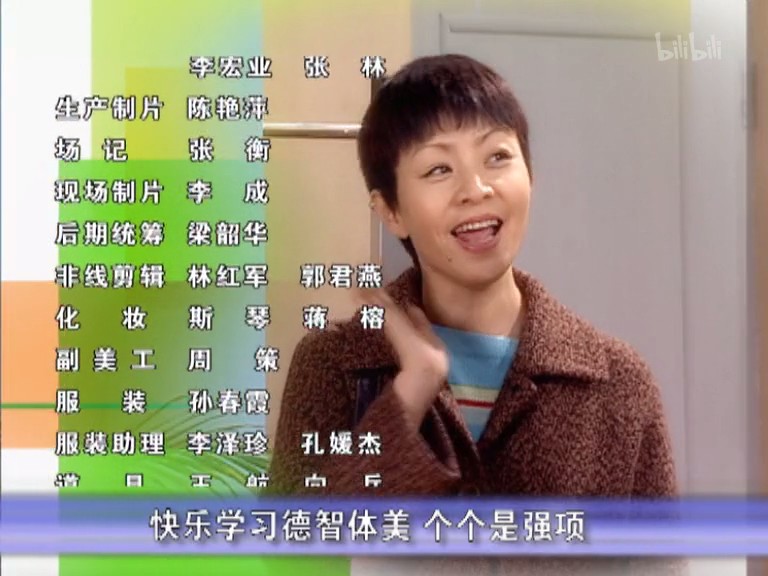 bilibili
李宏业 张林
生产制片 陈艳萍
场记 张衡
现场制片 李成
后期统筹 梁韶华
非线剪辑 林红军 郭君燕
化妆 斯琴 蒋榕
副美工 周策
服装 孙春霞
服装助理 李泽珍 孔媛杰
道具 王航
快乐学习德智体美 个个是强项